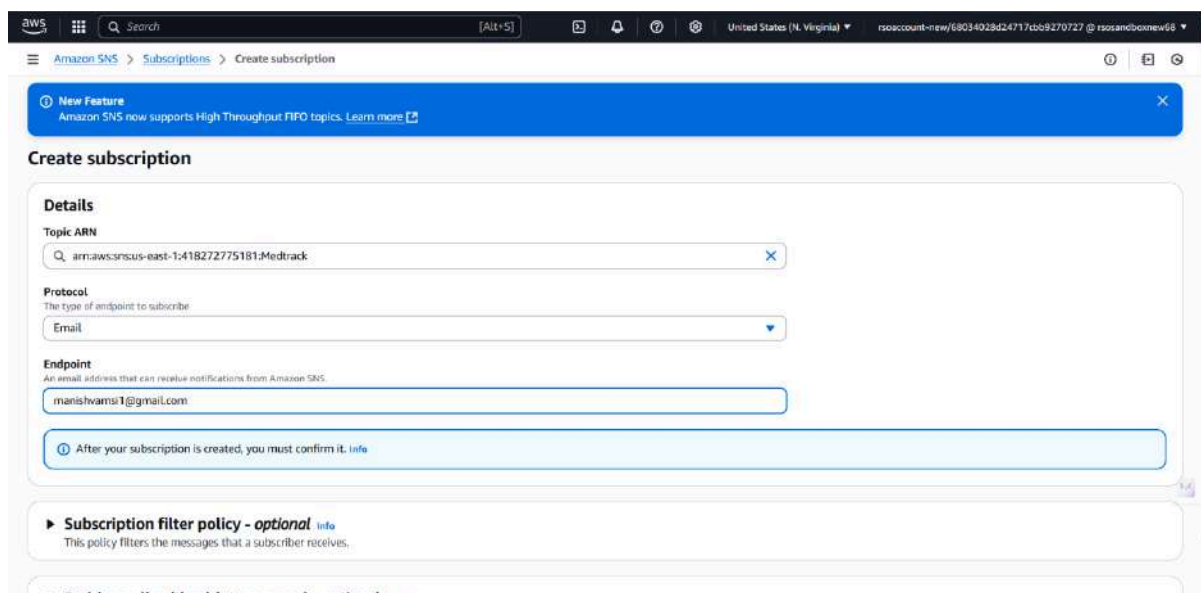 aws
Search [Alt+S] United States (N. Virginia) rsoaccount-new/68034028d24717cbb9270727 @ rsosandboxnew68
Amazon SNS > Subscriptions > Create subscription
New Feature
Amazon SNS now supports High Throughput FIFO topics. Learn more
Create subscription
Details
Topic ARN
arn:aws:sns:us-east-1:418272775181:Medtrack
Protocol
The type of endpoint to subscribe
Email
Endpoint
An email address that can receive notifications from Amazon SNS.
manishvamsi1@gmail.com
After your subscription is created, you must confirm it. Info
Subscription filter policy - optional Info
This policy filters the messages that a subscriber receives.